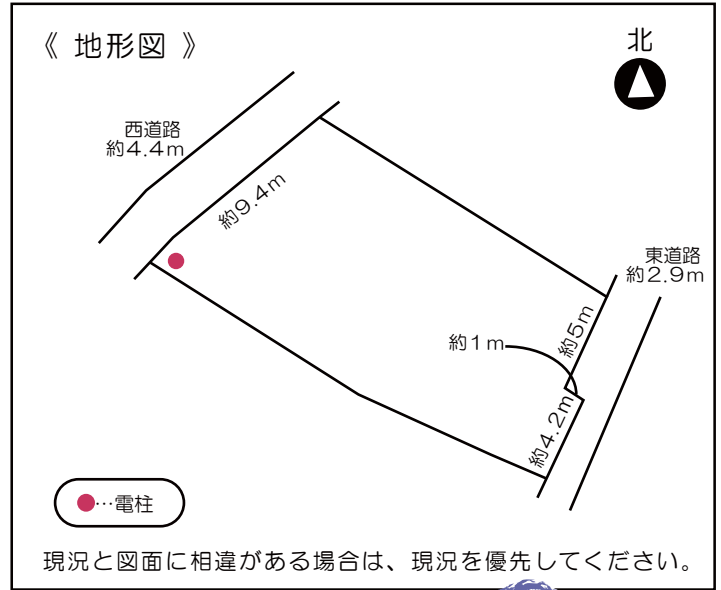 《 地形図 》
北
西道路
約4.4m
約9.4m
東道路
約2.9m
約5m
約1m
約4.2m
●…電柱
現況と図面に相違がある場合は、現況を優先してください。